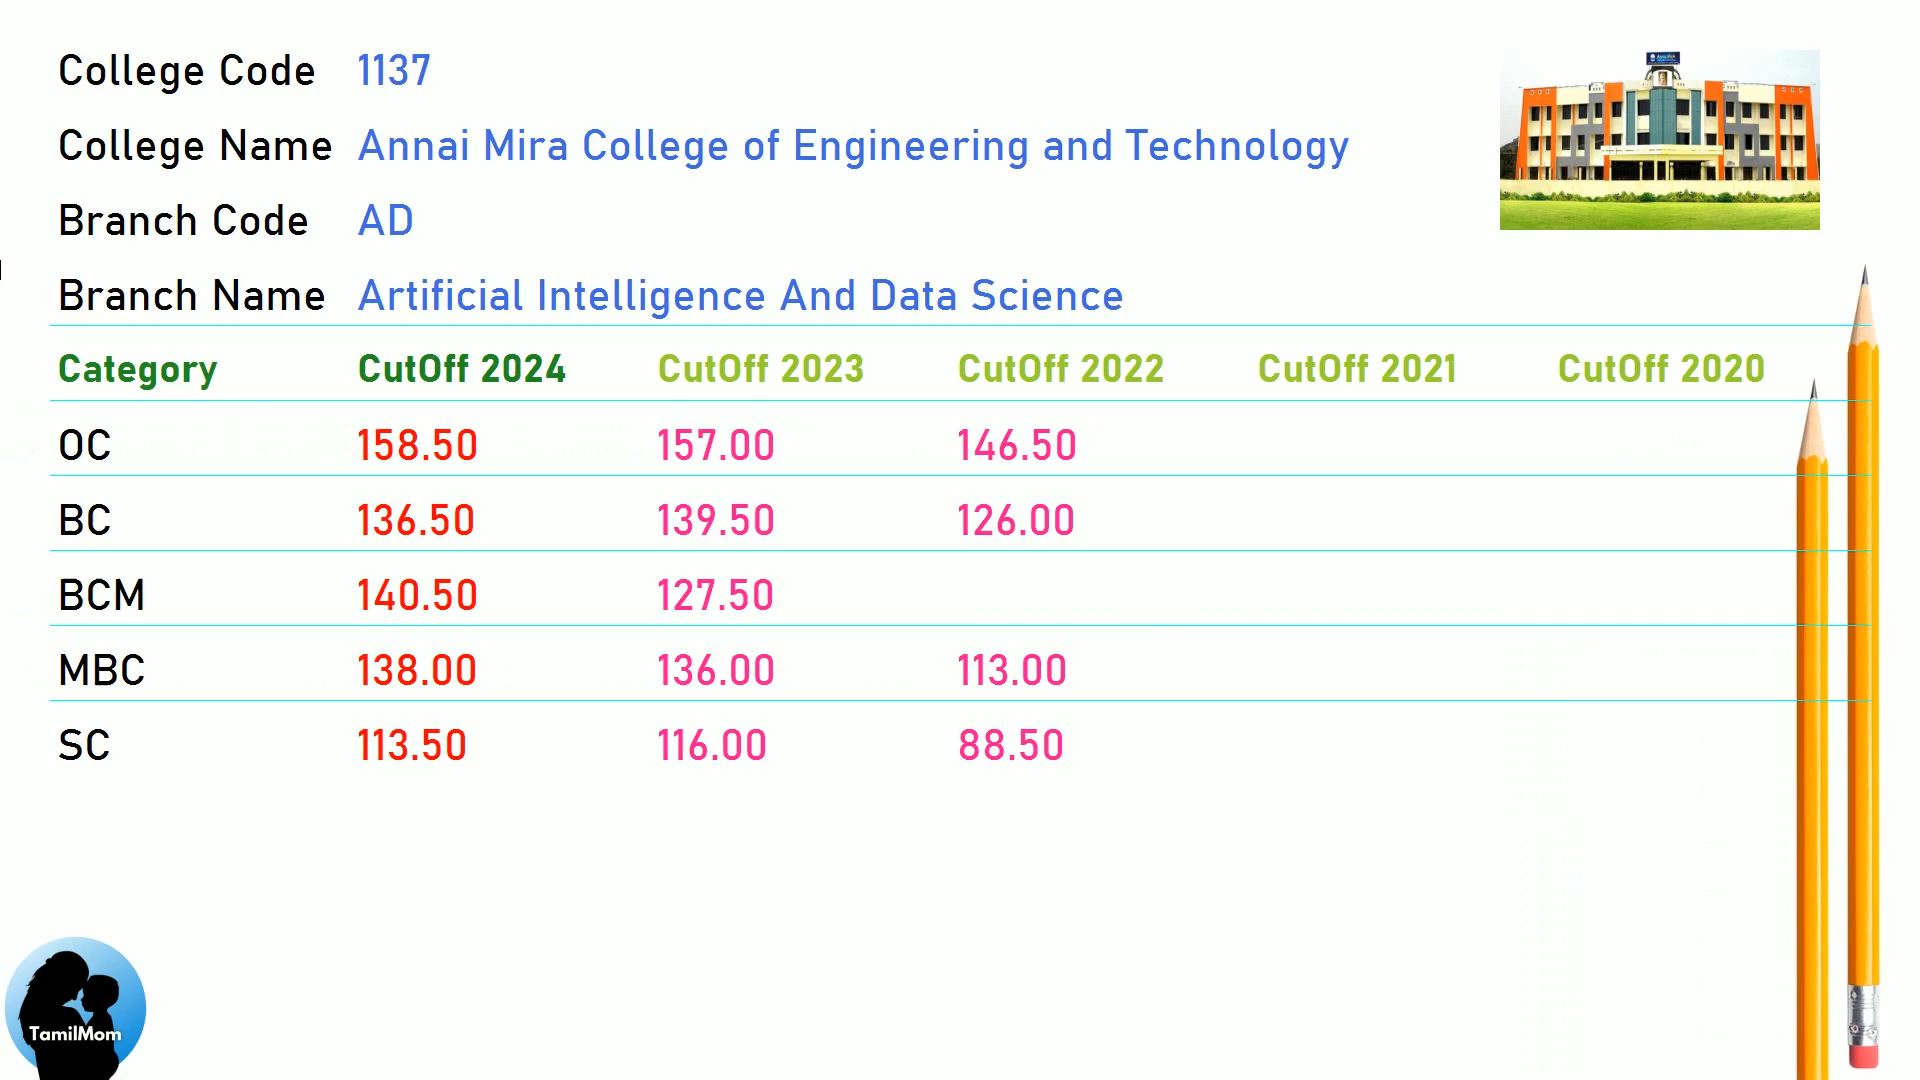 College Code 1137
College Name Annai Mira College of Engineering and Technology
Branch Code AD
Branch Name Artificial Intelligence And Data Science
Category CutOff 2024 CutOff 2023 CutOff 2022 CutOff 2021 CutOff 2020
OC 158.50 157.00 146.50
BC 136.50 139.50 126.00
BCM 140.50 127.50
MBC 138.00 136.00 113.00
SC 113.50 116.00 88.50
TamilMom